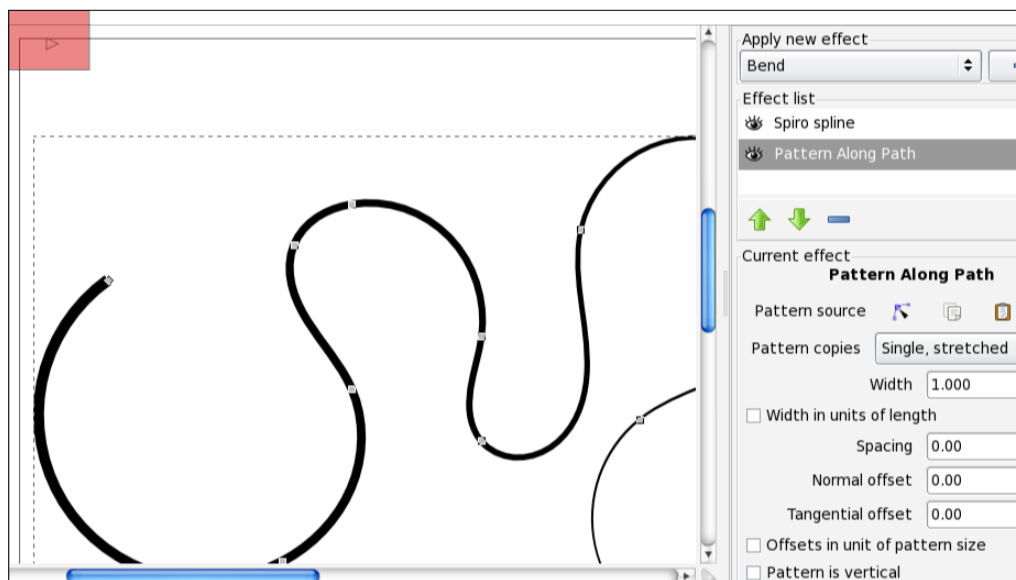 Apply new effect
Bend
Effect list
Spiro spline
Pattern Along Path
Current effect
Pattern Along Path
Pattern source
Pattern copies Single, stretched
Width 1.000
Width in units of length
Spacing 0.00
Normal offset 0.00
Tangential offset 0.00
Offsets in unit of pattern size
Pattern is vertical